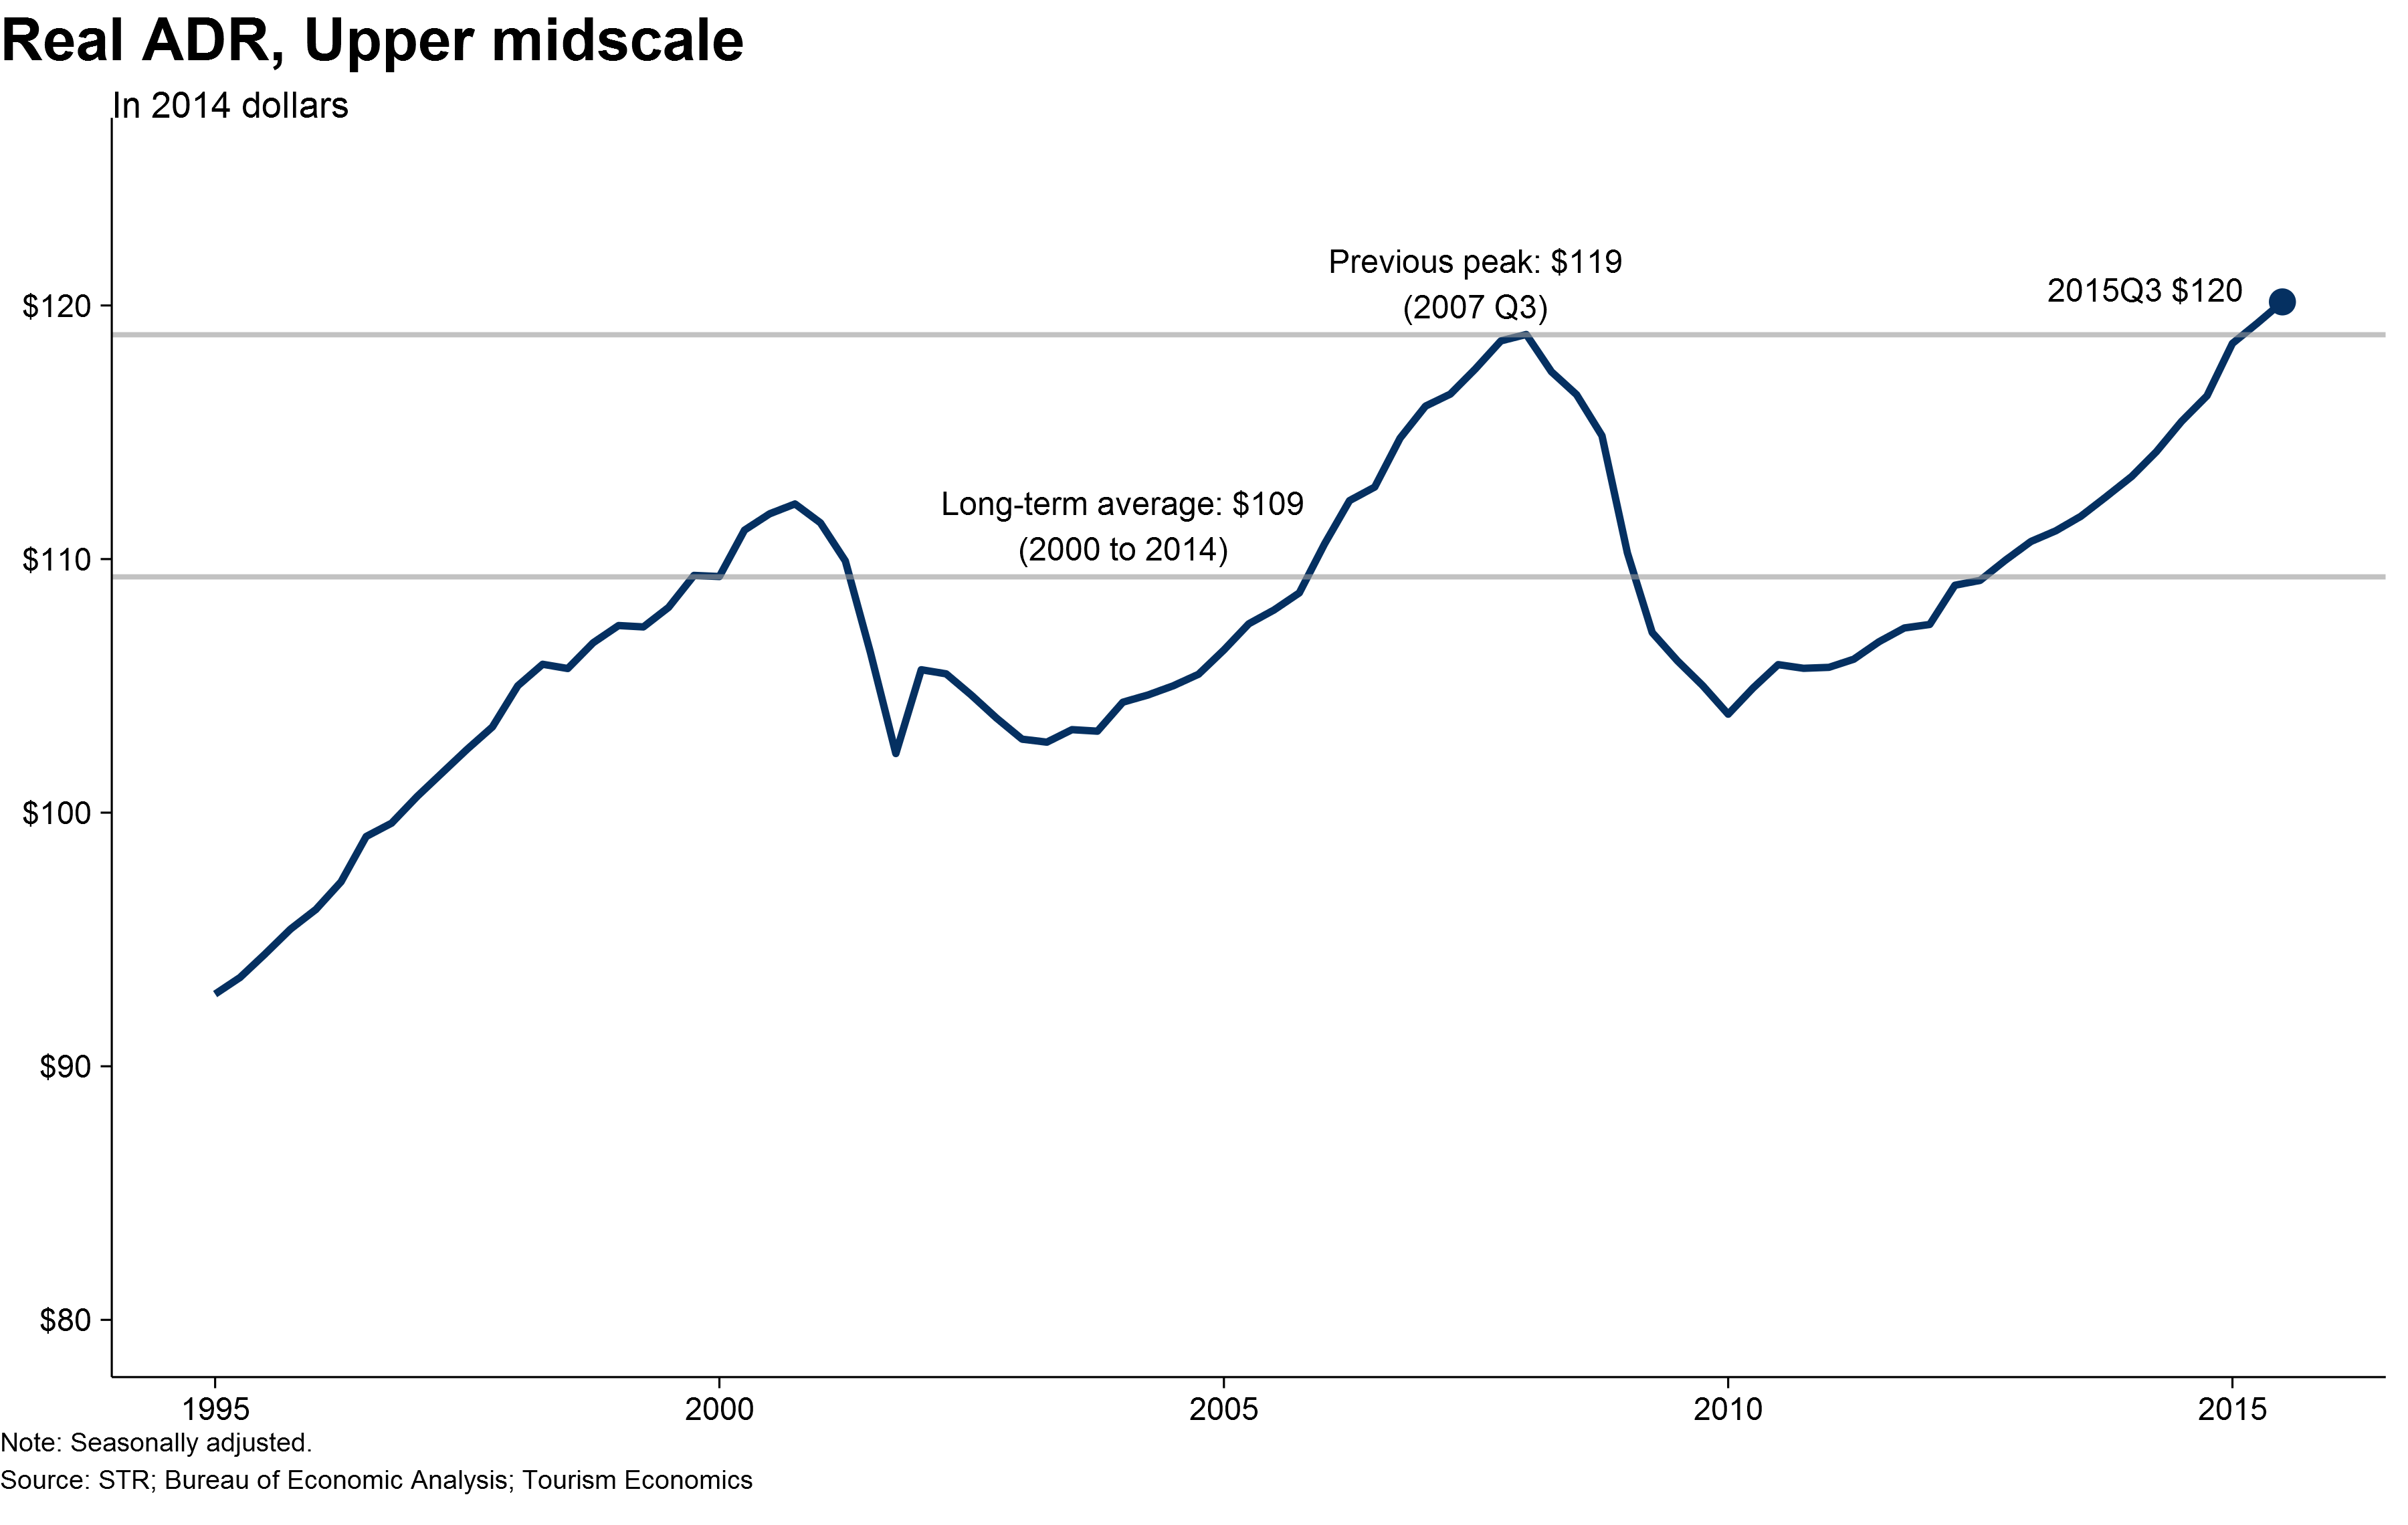 Real ADR, Upper midscale
In 2014 dollars
Previous peak: $119
(2007 Q3)
2015Q3 $120
$120
Long-term average: $109
(2000 to 2014)
$110
$100
$90
$80
1995 2000 2005 2010 2015
Note: Seasonally adjusted.
Source: STR; Bureau of Economic Analysis; Tourism Economics